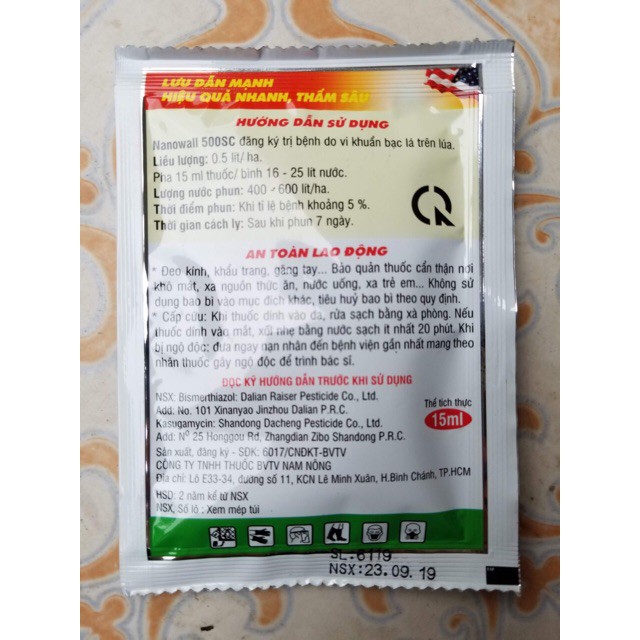 LƯU DẪN MẠNH
HIỆU QUẢ NHANH, THẤM SÂU
HƯỚNG DẪN SỬ DỤNG
Nanowall 500SC đăng ký trị bệnh do vi khuẩn bạc lá trên lúa.
Liều lượng: 0.5 lít/ ha.
Pha 15 ml thuốc/ bình 16 - 25 lít nước.
Lượng nước phun: 400 - 600 lít/ha.
Thời điểm phun: Khi tỉ lệ bệnh khoảng 5 %.
Thời gian cách ly: Sau khi phun 7 ngày.
AN TOÀN LAO ĐỘNG
* Đeo kính, khẩu trang, găng tay... Bảo quản thuốc cẩn thận nơi
khô mát, xa nguồn thức ăn, nước uống, xa trẻ em... Không sử
dụng bao bì vào mục đích khác, tiêu huỷ bao bì theo quy định.
* Cấp cứu: Khi thuốc dính vào da, rửa sạch bằng xà phòng. Nếu
thuốc dính vào mắt, xối nhẹ bằng nước sạch ít nhất 20 phút. Khi
bị ngộ độc: đưa ngay nạn nhân đến bệnh viện gần nhất mang theo
nhãn thuốc gây ngộ độc để trình bác sĩ.
ĐỌC KỸ HƯỚNG DẪN TRƯỚC KHI SỬ DỤNG
NSX: Bismerthiazol: Dalian Raiser Pesticide Co., Ltd.
Add: No. 101 Xinanyao Jinzhou Dalian P.R.C.
Kasugamycin: Shandong Dacheng Pesticide Co., Ltd.
Add: Nº 25 Honggou Rd, Zhangdian Zibo Shandong P.R.C.
Thể tích thực
15ml
Sản xuất, đăng ký - SĐK: 6017/CNĐKT-BVTV
CÔNG TY TNHH THUỐC BVTV NAM NÔNG
Địa chỉ: Lô E33-34, đường số 11, KCN Lê Minh Xuân, H.Bình Chánh, TP.HCM
HSD: 2 năm kể từ NSX
NSX, Số lô : Xem mép túi
SL:6119
NSX:23.09.19